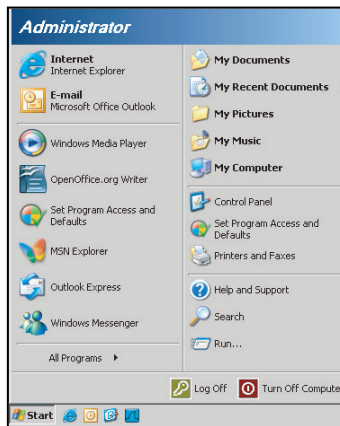 Administrator
Internet
Internet Explorer
E-mail
Microsoft Office Outlook
Windows Media Player
OpenOffice.org Writer
Set Program Access and
Defaults
MSN Explorer
Outlook Express
Windows Messenger
All Programs
My Documents
My Recent Documents
My Pictures
My Music
My Computer
Control Panel
Set Program Access and
Defaults
Printers and Faxes
Help and Support
Search
Run...
Log Off
Turn Off Compute
Start